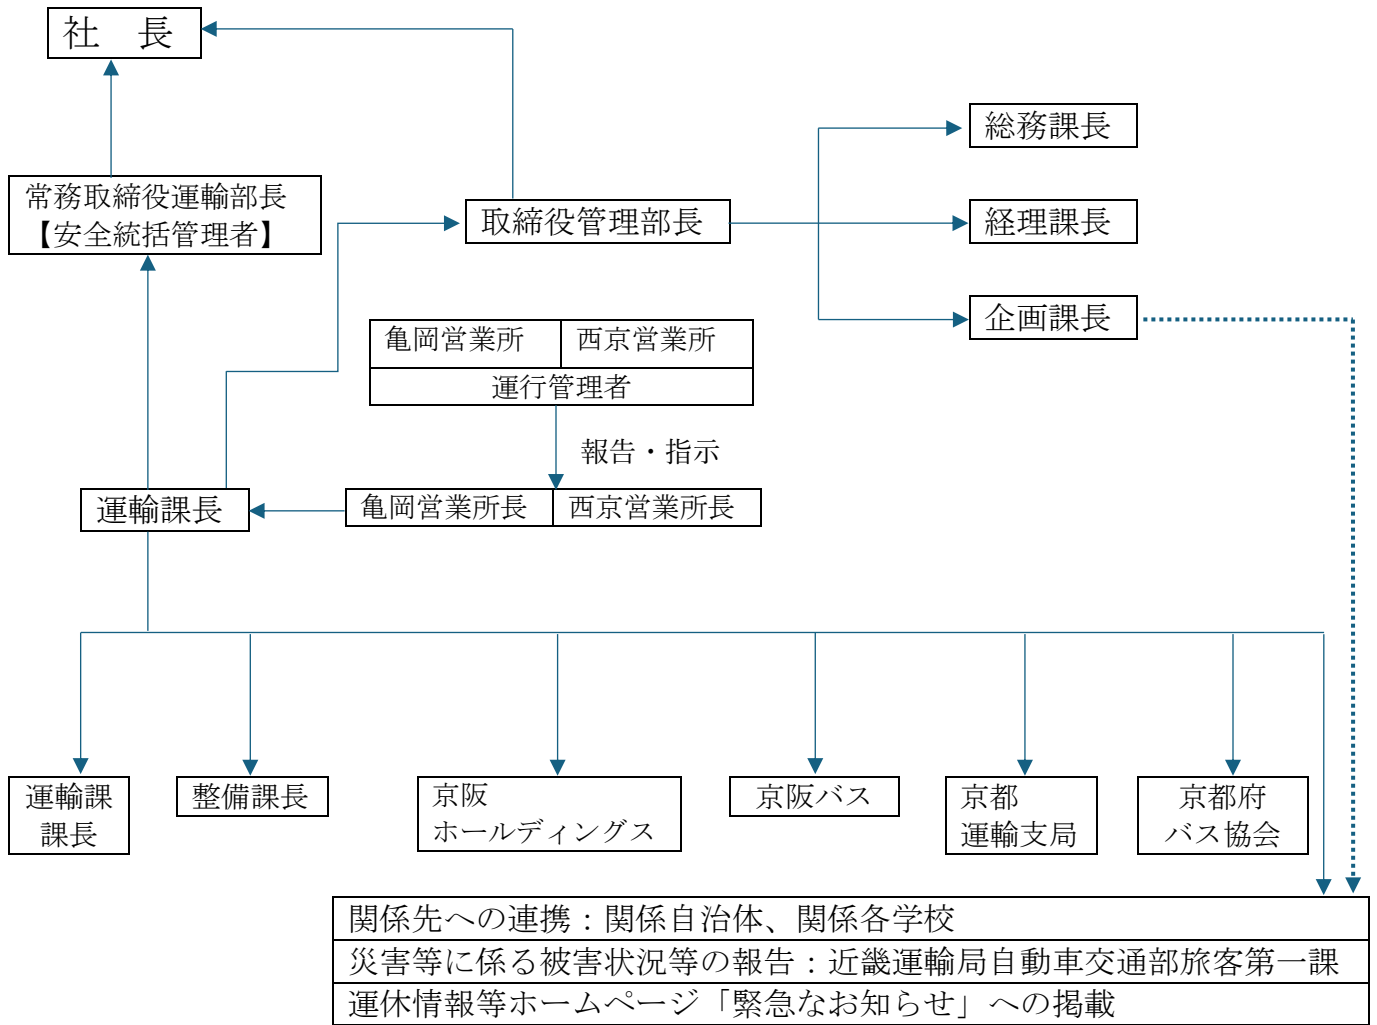 社　長
総務課長
常務取締役運輸部長
【安全統括管理者】
取締役管理部長
経理課長
企画課長
亀岡営業所
西京営業所
運行管理者
報告・指示
運輸課長
亀岡営業所長
西京営業所長
運輸課
課長
整備課長
京阪
ホールディングス
京阪バス
京都
運輸支局
京都府
バス協会
関係先への連携：関係自治体、関係各学校
災害等に係る被害状況等の報告：近畿運輸局自動車交通部旅客第一課
運休情報等ホームページ「緊急なお知らせ」への掲載